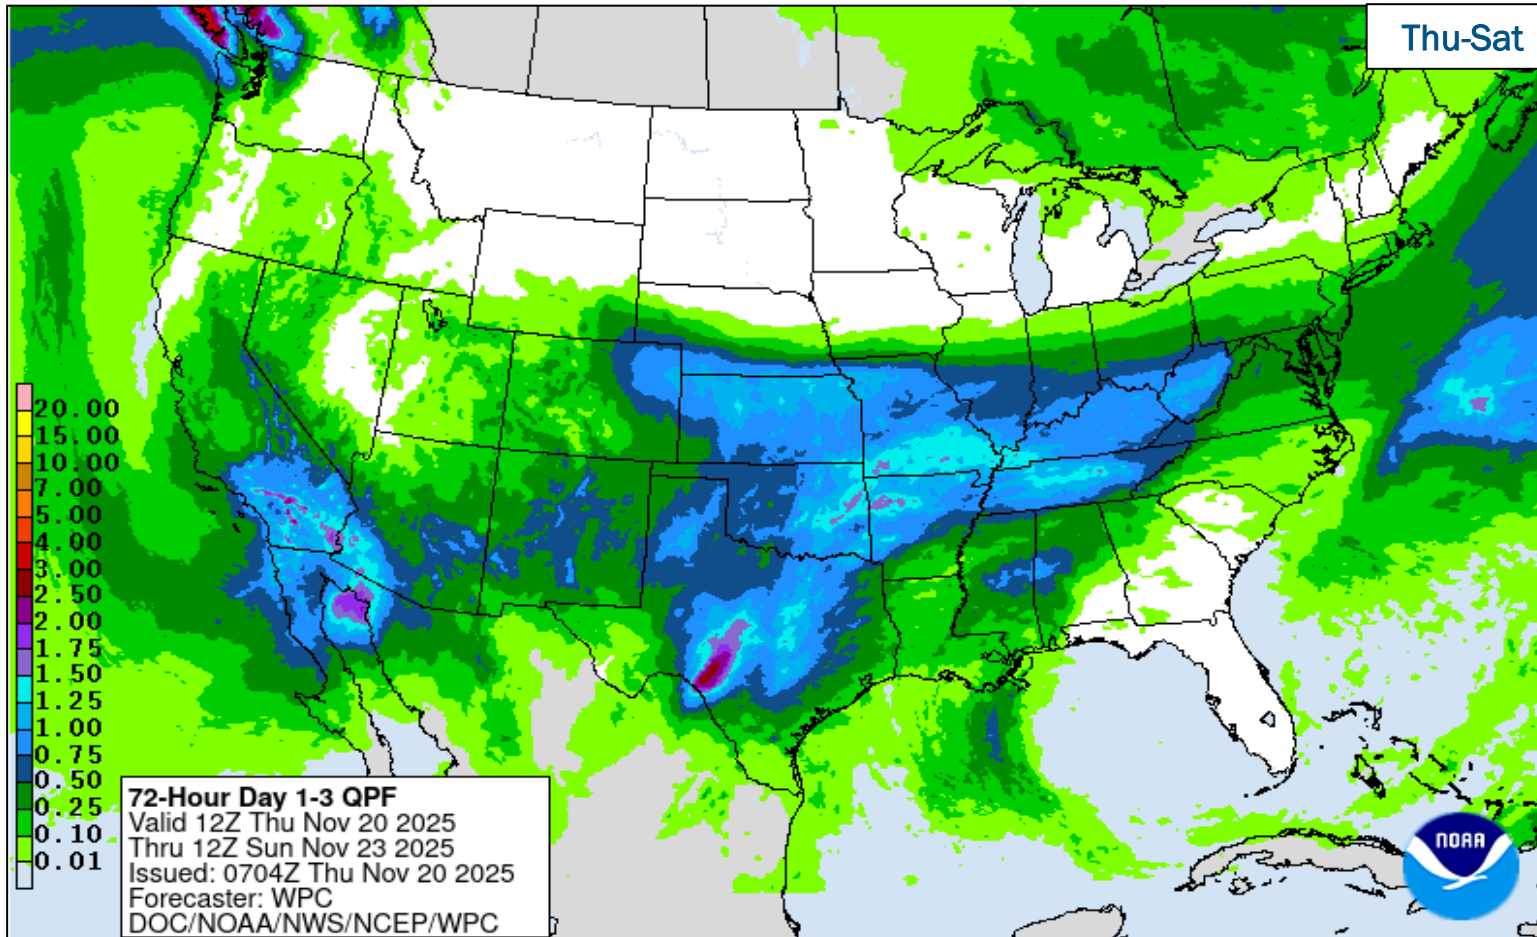 Thu-Sat
20.00
15.00
10.00
7.00
5.00
4.00
3.00
2.50
2.00
1.75
1.50
1.25
1.00
0.75
0.50
0.25
0.10
0.01
72-Hour Day 1-3 QPF
Valid 12Z Thu Nov 20 2025
Thru 12Z Sun Nov 23 2025
Issued: 0704Z Thu Nov 20 2025
Forecaster: WPC
DOC/NOAA/NWS/NCEP/WPC
NOAA